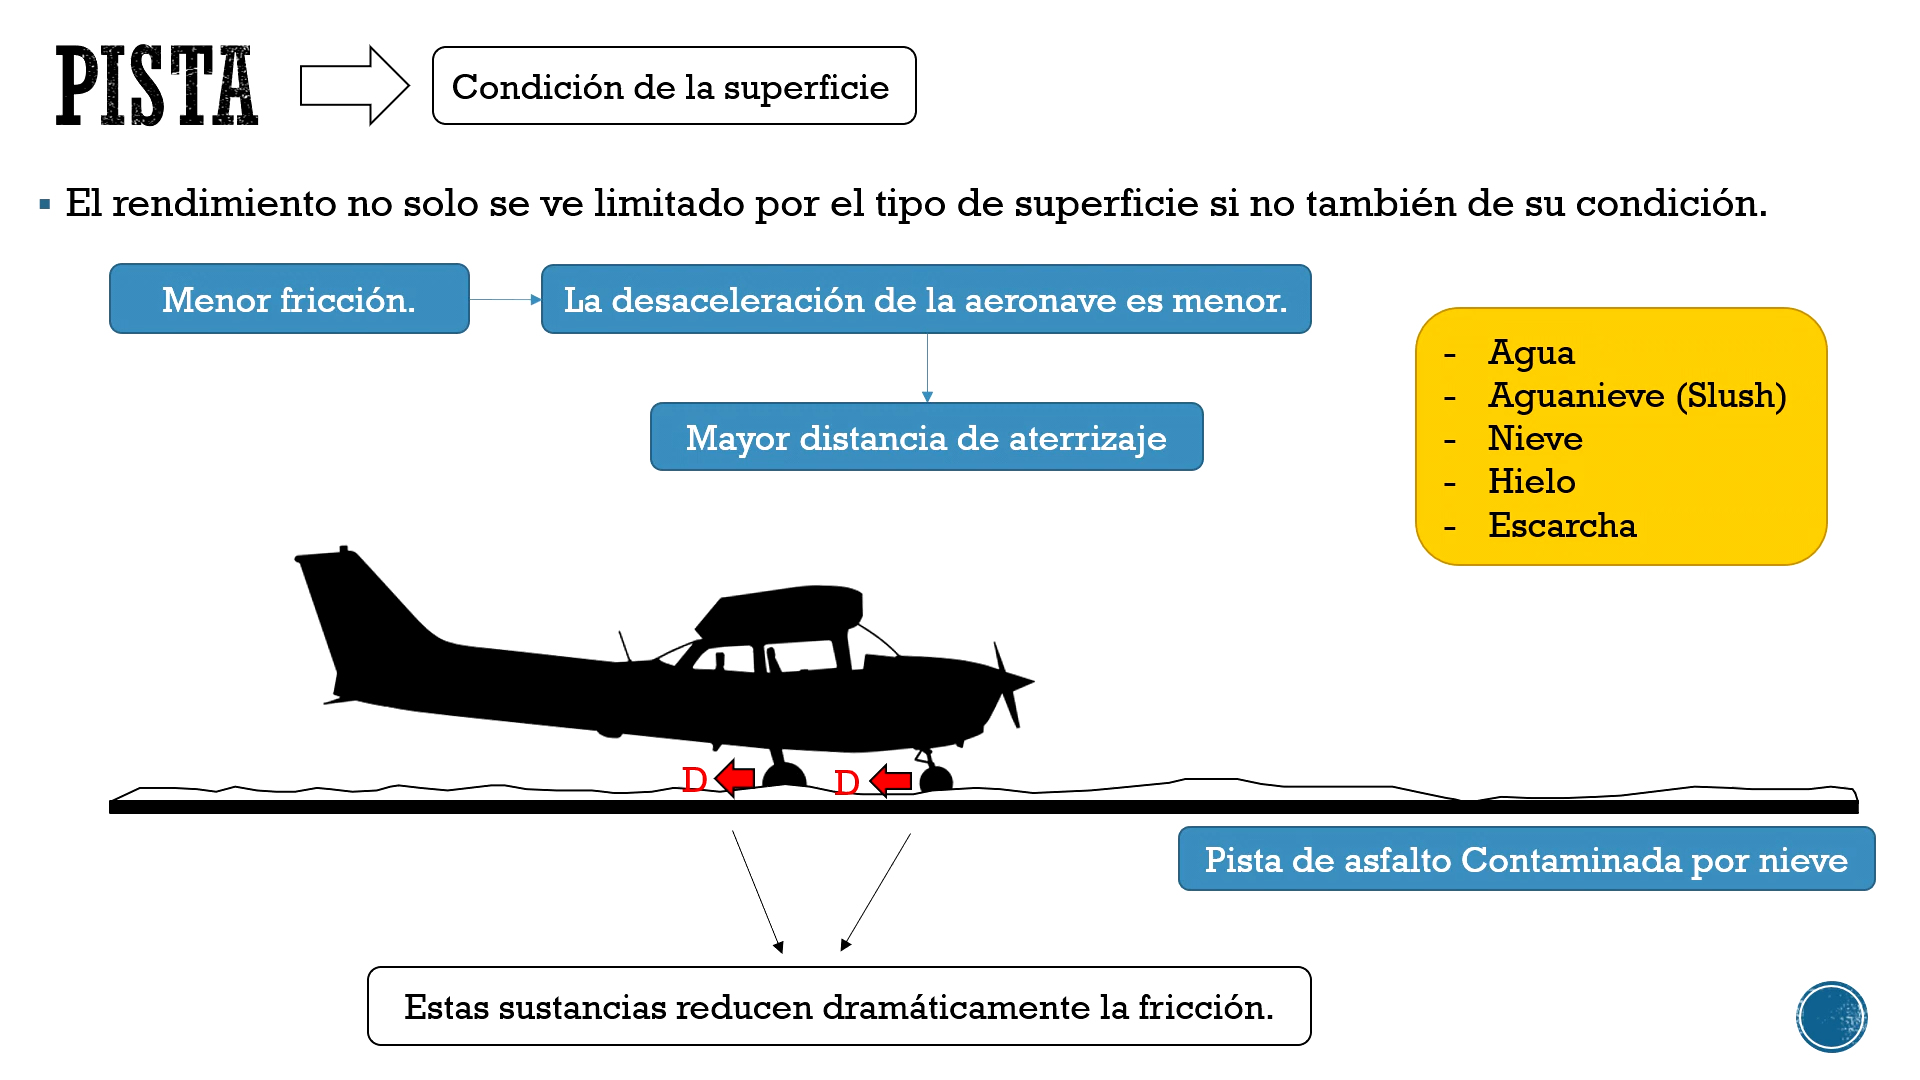 PISTA
Condición de la superficie
▪ El rendimiento no solo se ve limitado por el tipo de superficie si no también de su condición.
Menor fricción.
La desaceleración de la aeronave es menor.
Mayor distancia de aterrizaje
- Agua
- Aguanieve (Slush)
- Nieve
- Hielo
- Escarcha
D
D
Pista de asfalto Contaminada por nieve
Estas sustancias reducen dramáticamente la fricción.